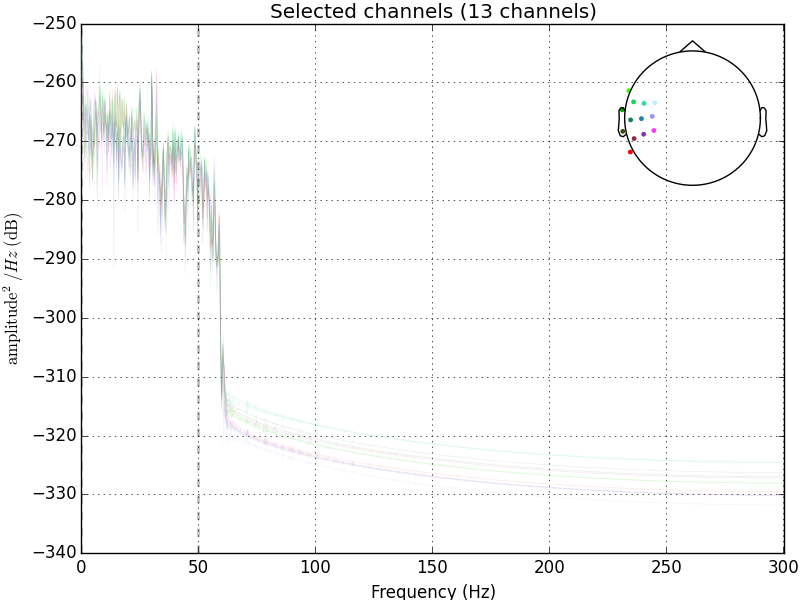 Selected channels (13 channels)
−250
−260
−270
−280
−290
−300
−310
−320
−330
−340
amplitude² / Hz (dB)
0 50 100 150 200 250 300
Frequency (Hz)